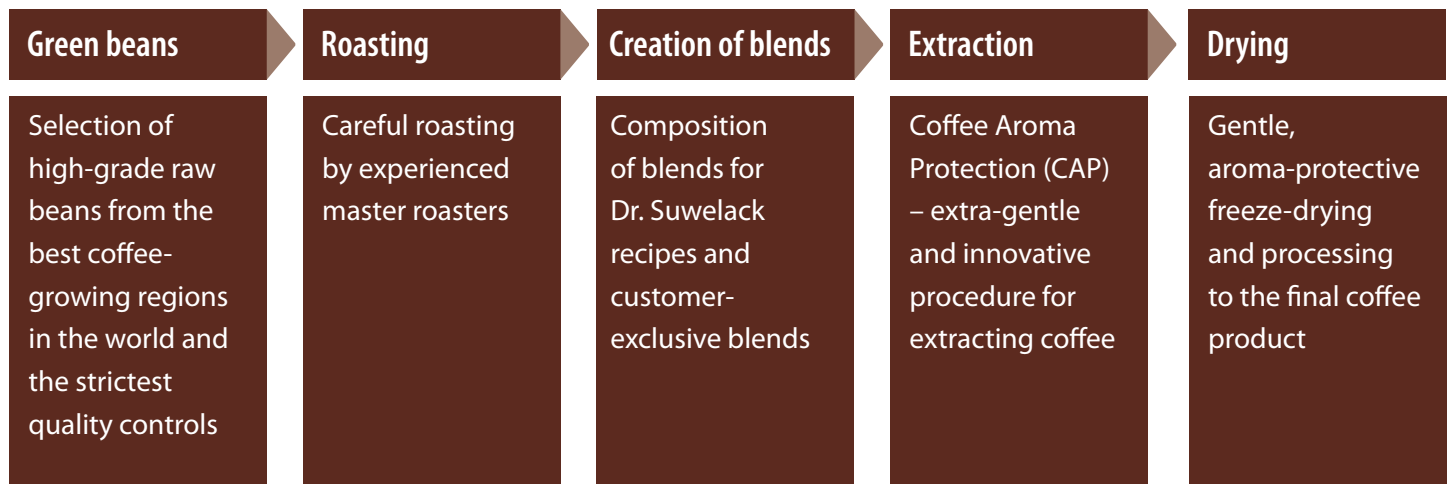 Green beans
Selection of
high-grade raw
beans from the
best coffee-
growing regions
in the world and
the strictest
quality controls
Roasting
Careful roasting
by experienced
master roasters
Creation of blends
Composition
of blends for
Dr. Suwelack
recipes and
customer-
exclusive blends
Extraction
Coffee Aroma
Protection (CAP)
– extra-gentle
and innovative
procedure for
extracting coffee
Drying
Gentle,
aroma-protective
freeze-drying
and processing
to the final coffee
product